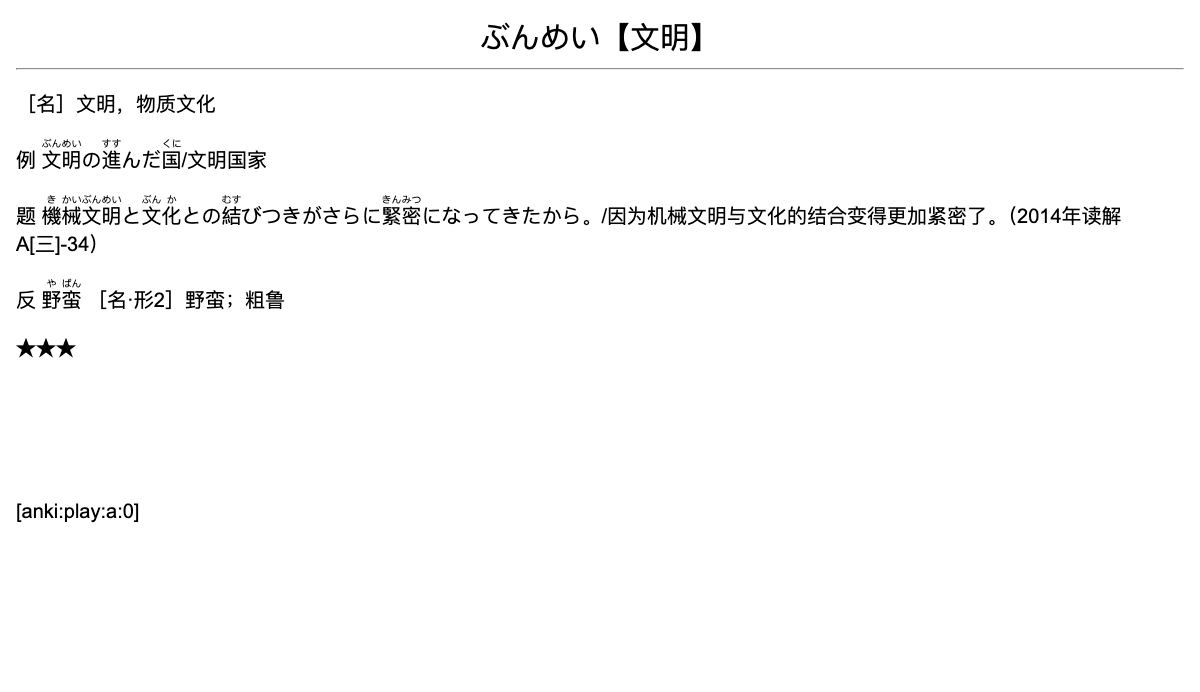 ぶんめい【文明】
［名］文明，物质文化
ぶんめい すす くに
例 文明の進んだ国/文明国家
き かいぶんめい ぶん か むす きんみつ
题 機械文明と文化との結びつきがさらに緊密になってきたから。/因为机械文明与文化的结合变得更加紧密了。（2014年读解
A[三]-34）
や ばん
反 野蛮 ［名·形2］野蛮；粗鲁
★★★
[anki:play:a:0]